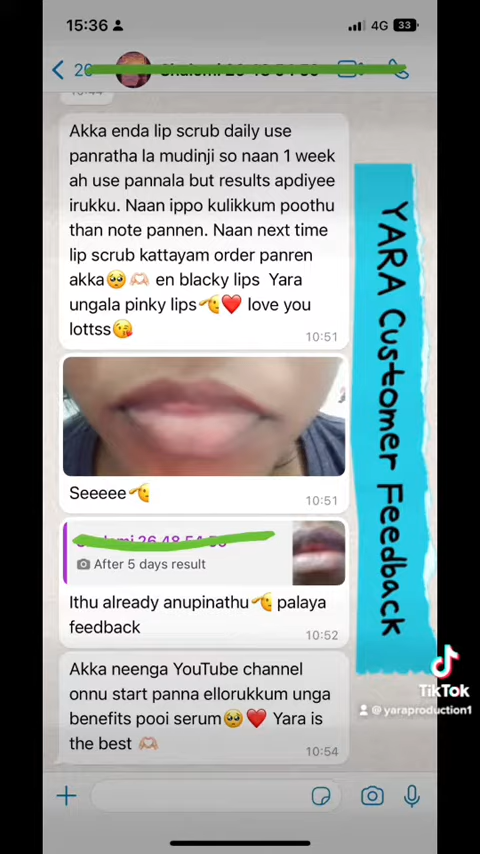 15:36
4G
33
26
10:44
Akka enda lip scrub daily use
panratha la mudinji so naan 1 week
ah use pannala but results apdiyee
irukku. Naan ippo kulikkum poothu
than note pannen. Naan next time
lip scrub kattayam order panren
akka🥺🫶🏻 en blacky lips Yara
ungala pinky lips🫡❤️ love you
lottss😘
10:51
Seeeee🫡
10:51
After 5 days result
Ithu already anupinathu🫡 palaya
feedback
10:52
Akka neenga YouTube channel
onnu start panna ellorukkum unga
benefits pooi serum🥺❤️ Yara is
the best 🫶🏻
10:54
YARA Customer Feedback
TikTok
@yaraproduction1